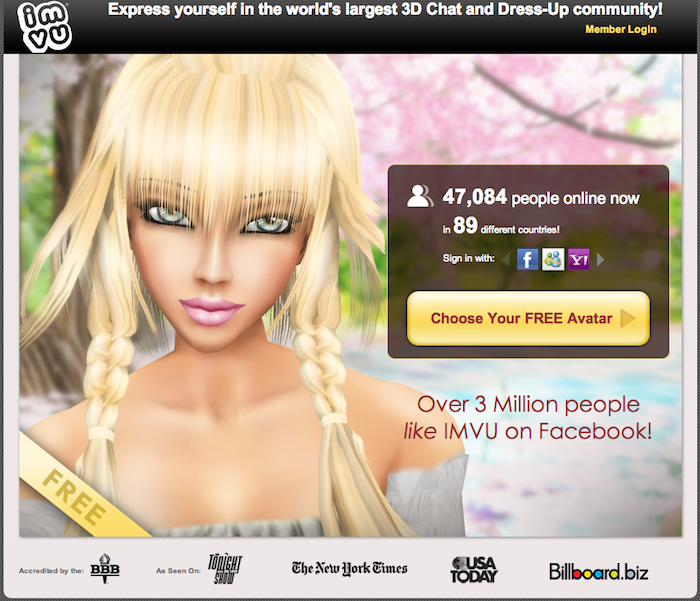 imvu
Express yourself in the world's largest 3D Chat and Dress-Up community!
Member Login
47,084 people online now
in 89 different countries!
Sign in with: f Y!
Choose Your FREE Avatar
Over 3 Million people
like IMVU on Facebook!
FREE
Accredited by the: BBB As Seen On: THE TONIGHT SHOW The New York Times USA TODAY Billboard.biz